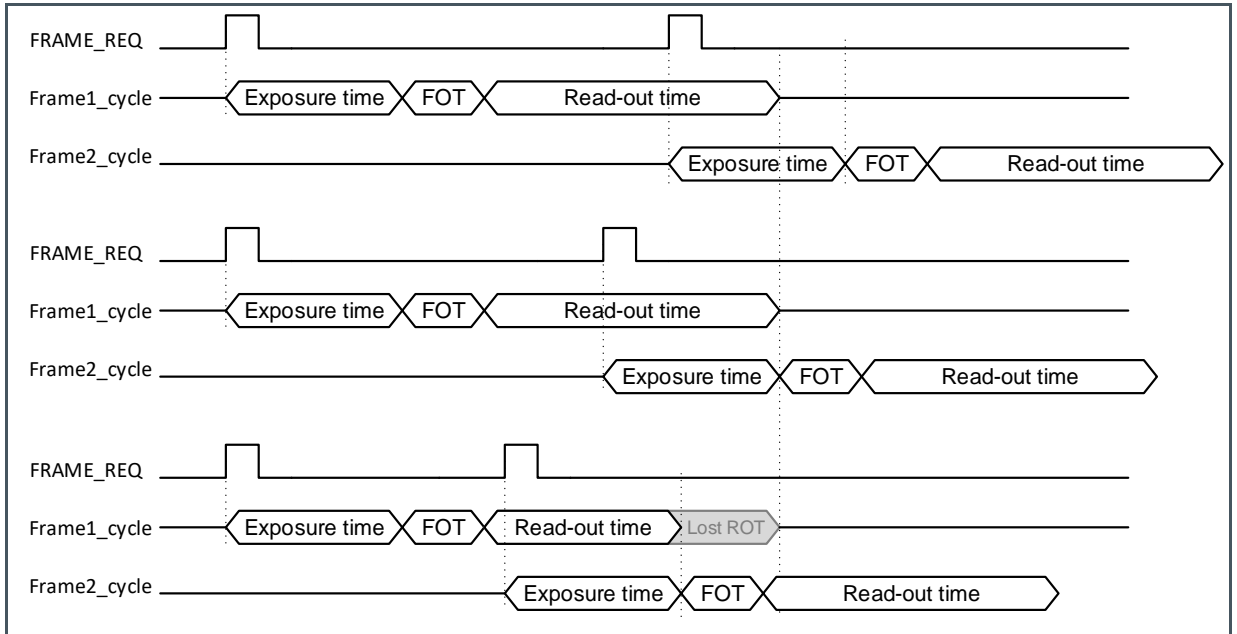 FRAME_REQ
Frame1_cycle Exposure time FOT Read-out time
Frame2_cycle Exposure time FOT Read-out time
FRAME_REQ
Frame1_cycle Exposure time FOT Read-out time
Frame2_cycle Exposure time FOT Read-out time
FRAME_REQ
Frame1_cycle Exposure time FOT Read-out time Lost ROT
Frame2_cycle Exposure time FOT Read-out time